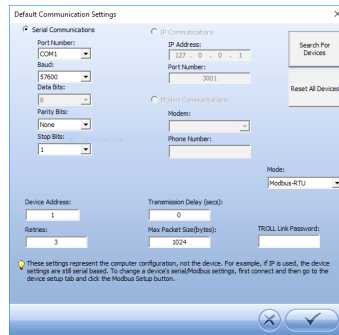 Default Communication Settings
X
Serial Communications
Port Number:
COM1
Baud:
57600
Data Bits:
8
Parity Bits:
None
Stop Bits:
1
IP Communications
IP Address:
127 . 0 . 0 . 1
Port Number:
3001
Modem Communications
Modem:
Phone Number:
Search For
Devices
Reset All Devices
Mode:
Modbus-RTU
Device Address:
1
Transmission Delay (secs):
0
Retries:
3
Max Packet Size(bytes):
1024
TROLL Link Password:
These settings represent the computer configuration, not the device. For example, if IP is used, the device
settings are still serial based. To change a device's serial/Modbus settings, first connect and then go to the
device setup tab and click the Modbus Setup button.